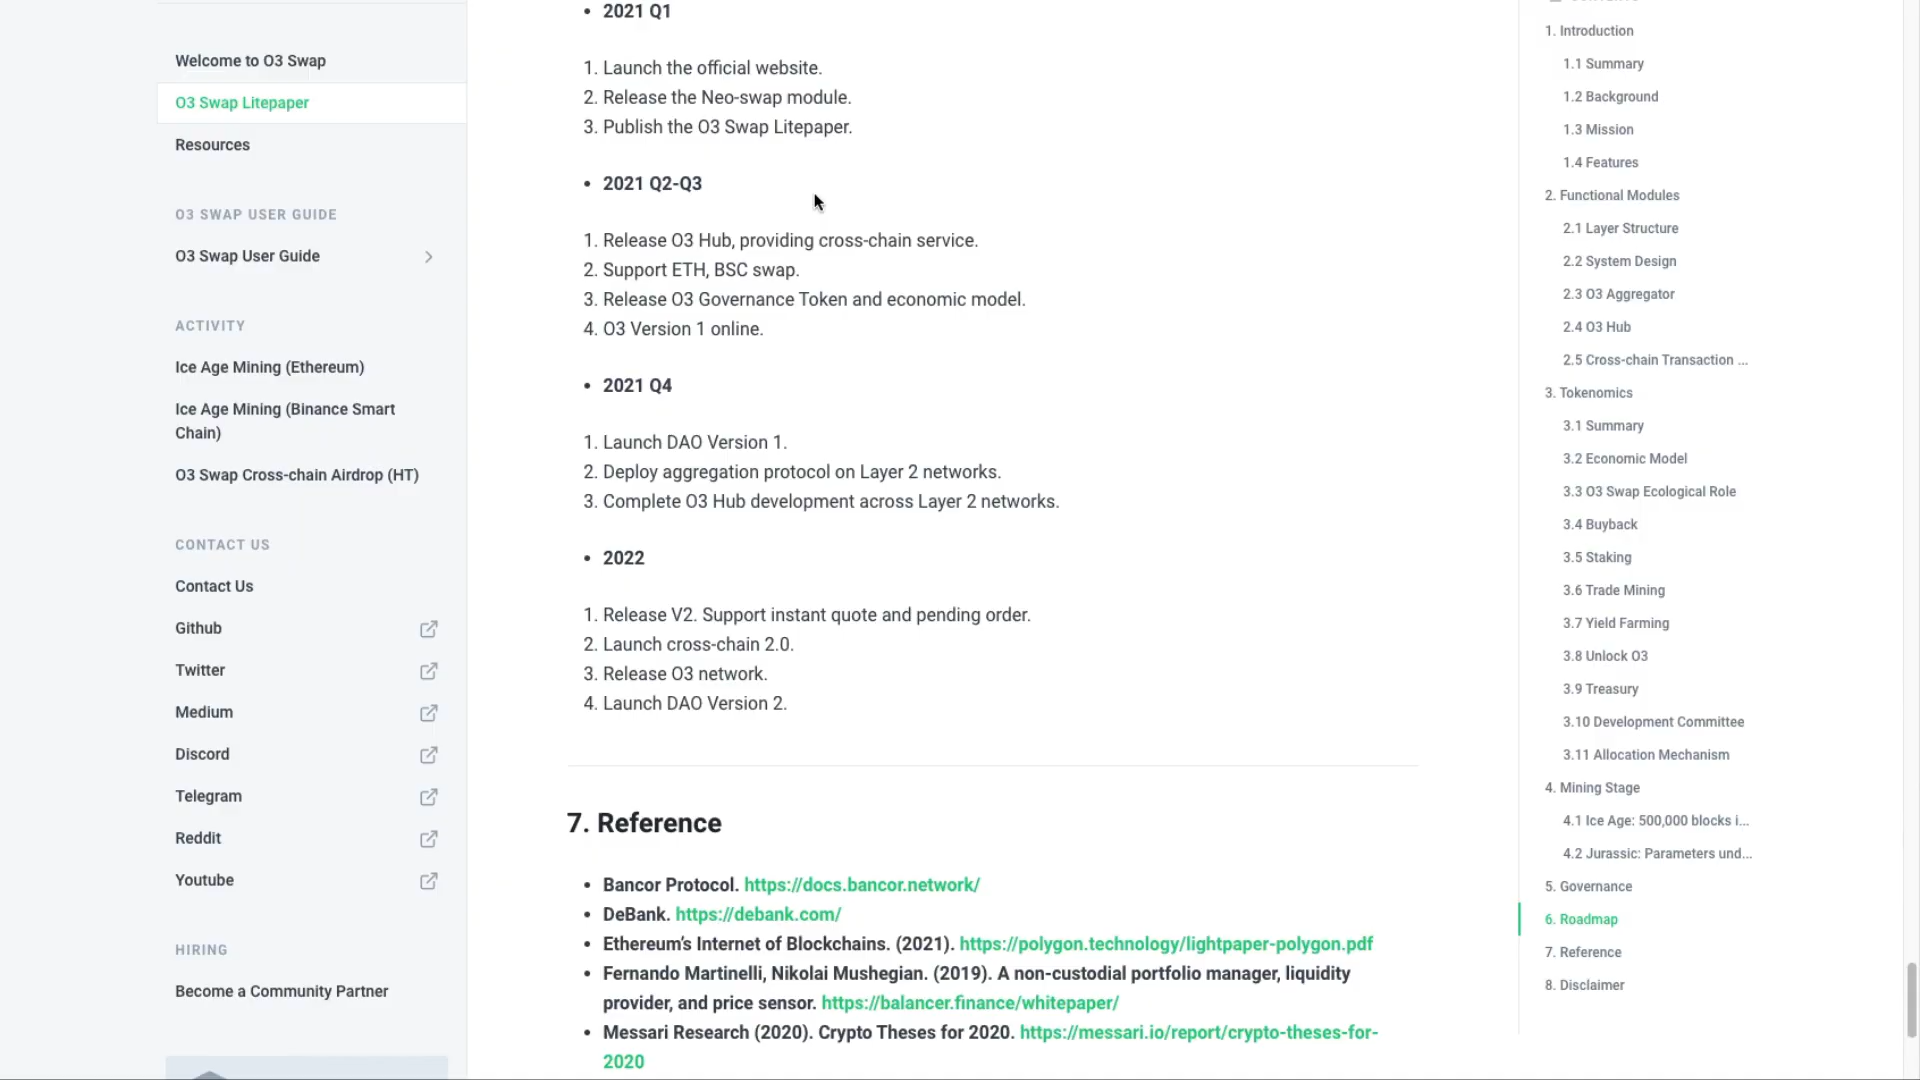 Welcome to O3 Swap
O3 Swap Litepaper
Resources
O3 SWAP USER GUIDE
O3 Swap User Guide
ACTIVITY
Ice Age Mining (Ethereum)
Ice Age Mining (Binance Smart
Chain)
O3 Swap Cross-chain Airdrop (HT)
CONTACT US
Contact Us
Github
Twitter
Medium
Discord
Telegram
Reddit
Youtube
HIRING
Become a Community Partner
• 2021 Q1
1. Launch the official website.
2. Release the Neo-swap module.
3. Publish the O3 Swap Litepaper.
• 2021 Q2-Q3
1. Release O3 Hub, providing cross-chain service.
2. Support ETH, BSC swap.
3. Release O3 Governance Token and economic model.
4. O3 Version 1 online.
• 2021 Q4
1. Launch DAO Version 1.
2. Deploy aggregation protocol on Layer 2 networks.
3. Complete O3 Hub development across Layer 2 networks.
• 2022
1. Release V2. Support instant quote and pending order.
2. Launch cross-chain 2.0.
3. Release O3 network.
4. Launch DAO Version 2.
7. Reference
• Bancor Protocol. https://docs.bancor.network/
• DeBank. https://debank.com/
• Ethereum’s Internet of Blockchains. (2021). https://polygon.technology/lightpaper-polygon.pdf
• Fernando Martinelli, Nikolai Mushegian. (2019). A non-custodial portfolio manager, liquidity
provider, and price sensor. https://balancer.finance/whitepaper/
• Messari Research (2020). Crypto Theses for 2020. https://messari.io/report/crypto-theses-for-
2020
1. Introduction
1.1 Summary
1.2 Background
1.3 Mission
1.4 Features
2. Functional Modules
2.1 Layer Structure
2.2 System Design
2.3 O3 Aggregator
2.4 O3 Hub
2.5 Cross-chain Transaction ...
3. Tokenomics
3.1 Summary
3.2 Economic Model
3.3 O3 Swap Ecological Role
3.4 Buyback
3.5 Staking
3.6 Trade Mining
3.7 Yield Farming
3.8 Unlock O3
3.9 Treasury
3.10 Development Committee
3.11 Allocation Mechanism
4. Mining Stage
4.1 Ice Age: 500,000 blocks i...
4.2 Jurassic: Parameters und...
5. Governance
6. Roadmap
7. Reference
8. Disclaimer